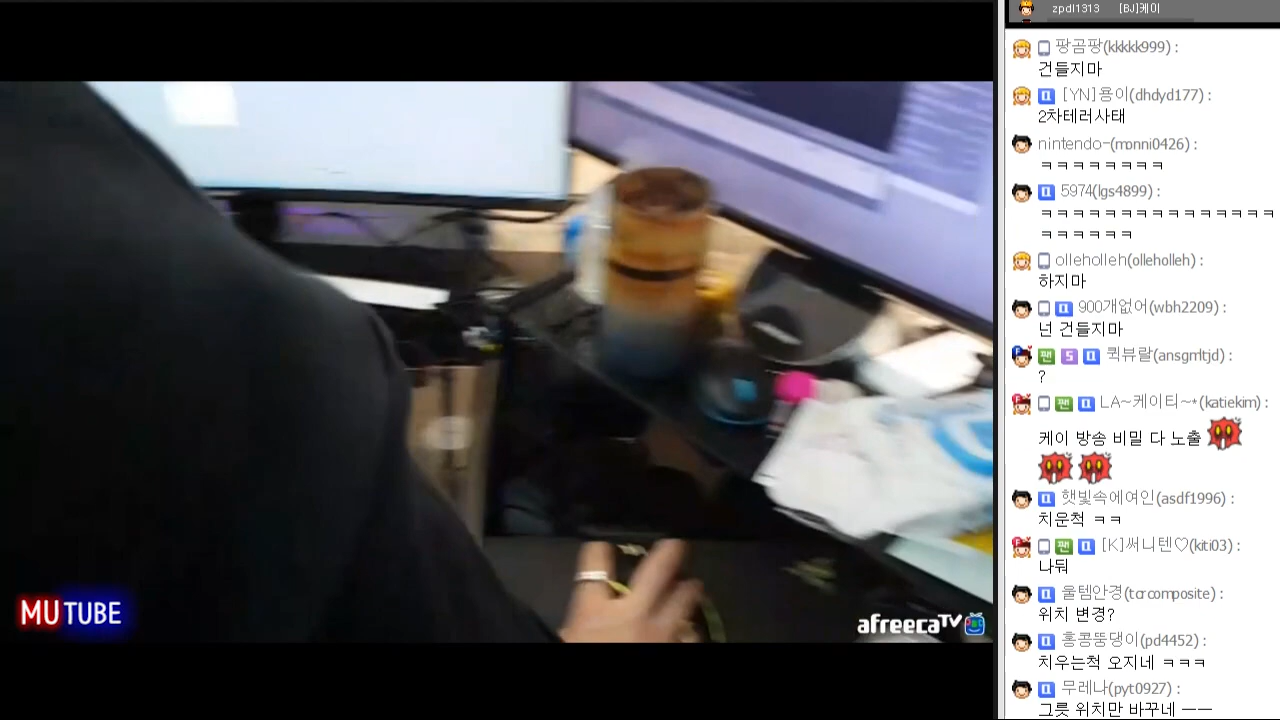 zpdl1313 [BJ]케이
팡곰팡(kkkkk999) :
건들지마
[YN]용이(dhdyd177) :
2차테러사태
nintendo-(monni0426) :
ㅋㅋㅋㅋㅋㅋㅋㅋ
5974(lgs4899) :
ㅋㅋㅋㅋㅋㅋㅋㅋㅋㅋㅋㅋㅋㅋㅋ
ㅋㅋㅋㅋㅋㅋ
olleholleh(olleholleh) :
하지마
900개없어(wbh2209) :
넌 건들지마
퀵뷰랄(ansgmltjd) :
?
LA~케이티~*(katiekim) :
케이 방송 비밀 다 노출
햇빛속에여인(asdf1996) :
치운척 ㅋㅋ
[K]써니텐♡(kiti03) :
나둬
울템안경(tcrcomposite) :
위치 변경?
홍콩뚱댕이(pd4452) :
치우는척 오지네 ㅋㅋㅋ
무레나(pyt0927) :
그릇 위치만 바꾸네 ㅡㅡ
MUTUBE
afreecaTV